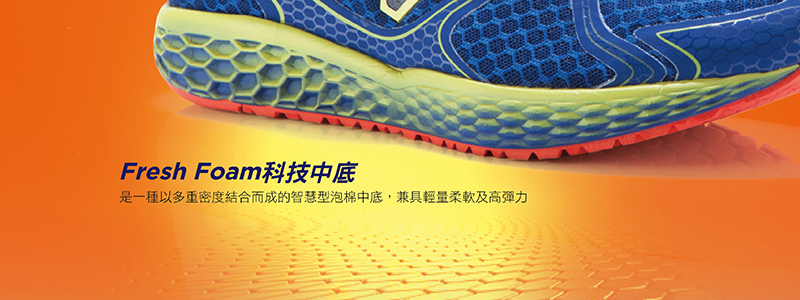 Fresh Foam科技中底
是一種以多重密度結合而成的智慧型泡棉中底，兼具輕量柔軟及高彈力